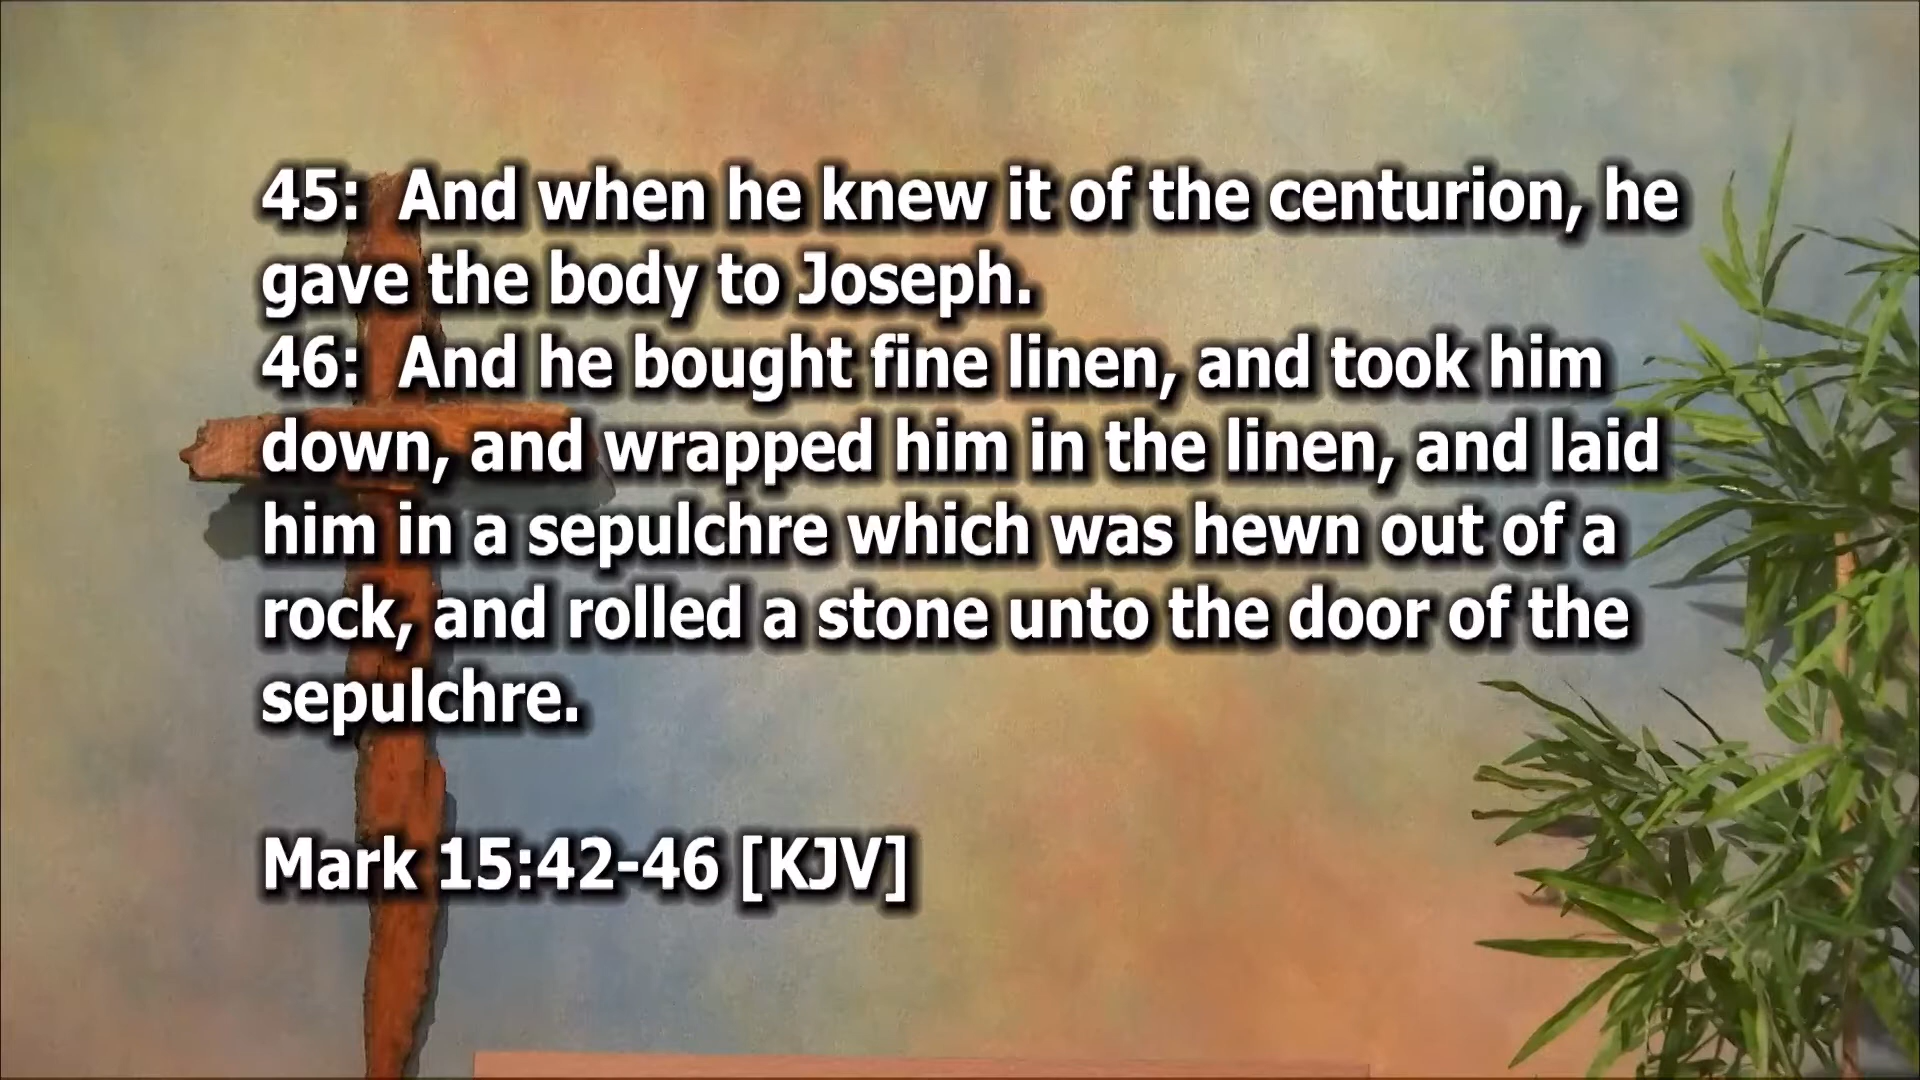 45:  And when he knew it of the centurion, he
gave the body to Joseph.
46:  And he bought fine linen, and took him
down, and wrapped him in the linen, and laid
him in a sepulchre which was hewn out of a
rock, and rolled a stone unto the door of the
sepulchre.
Mark 15:42-46 [KJV]